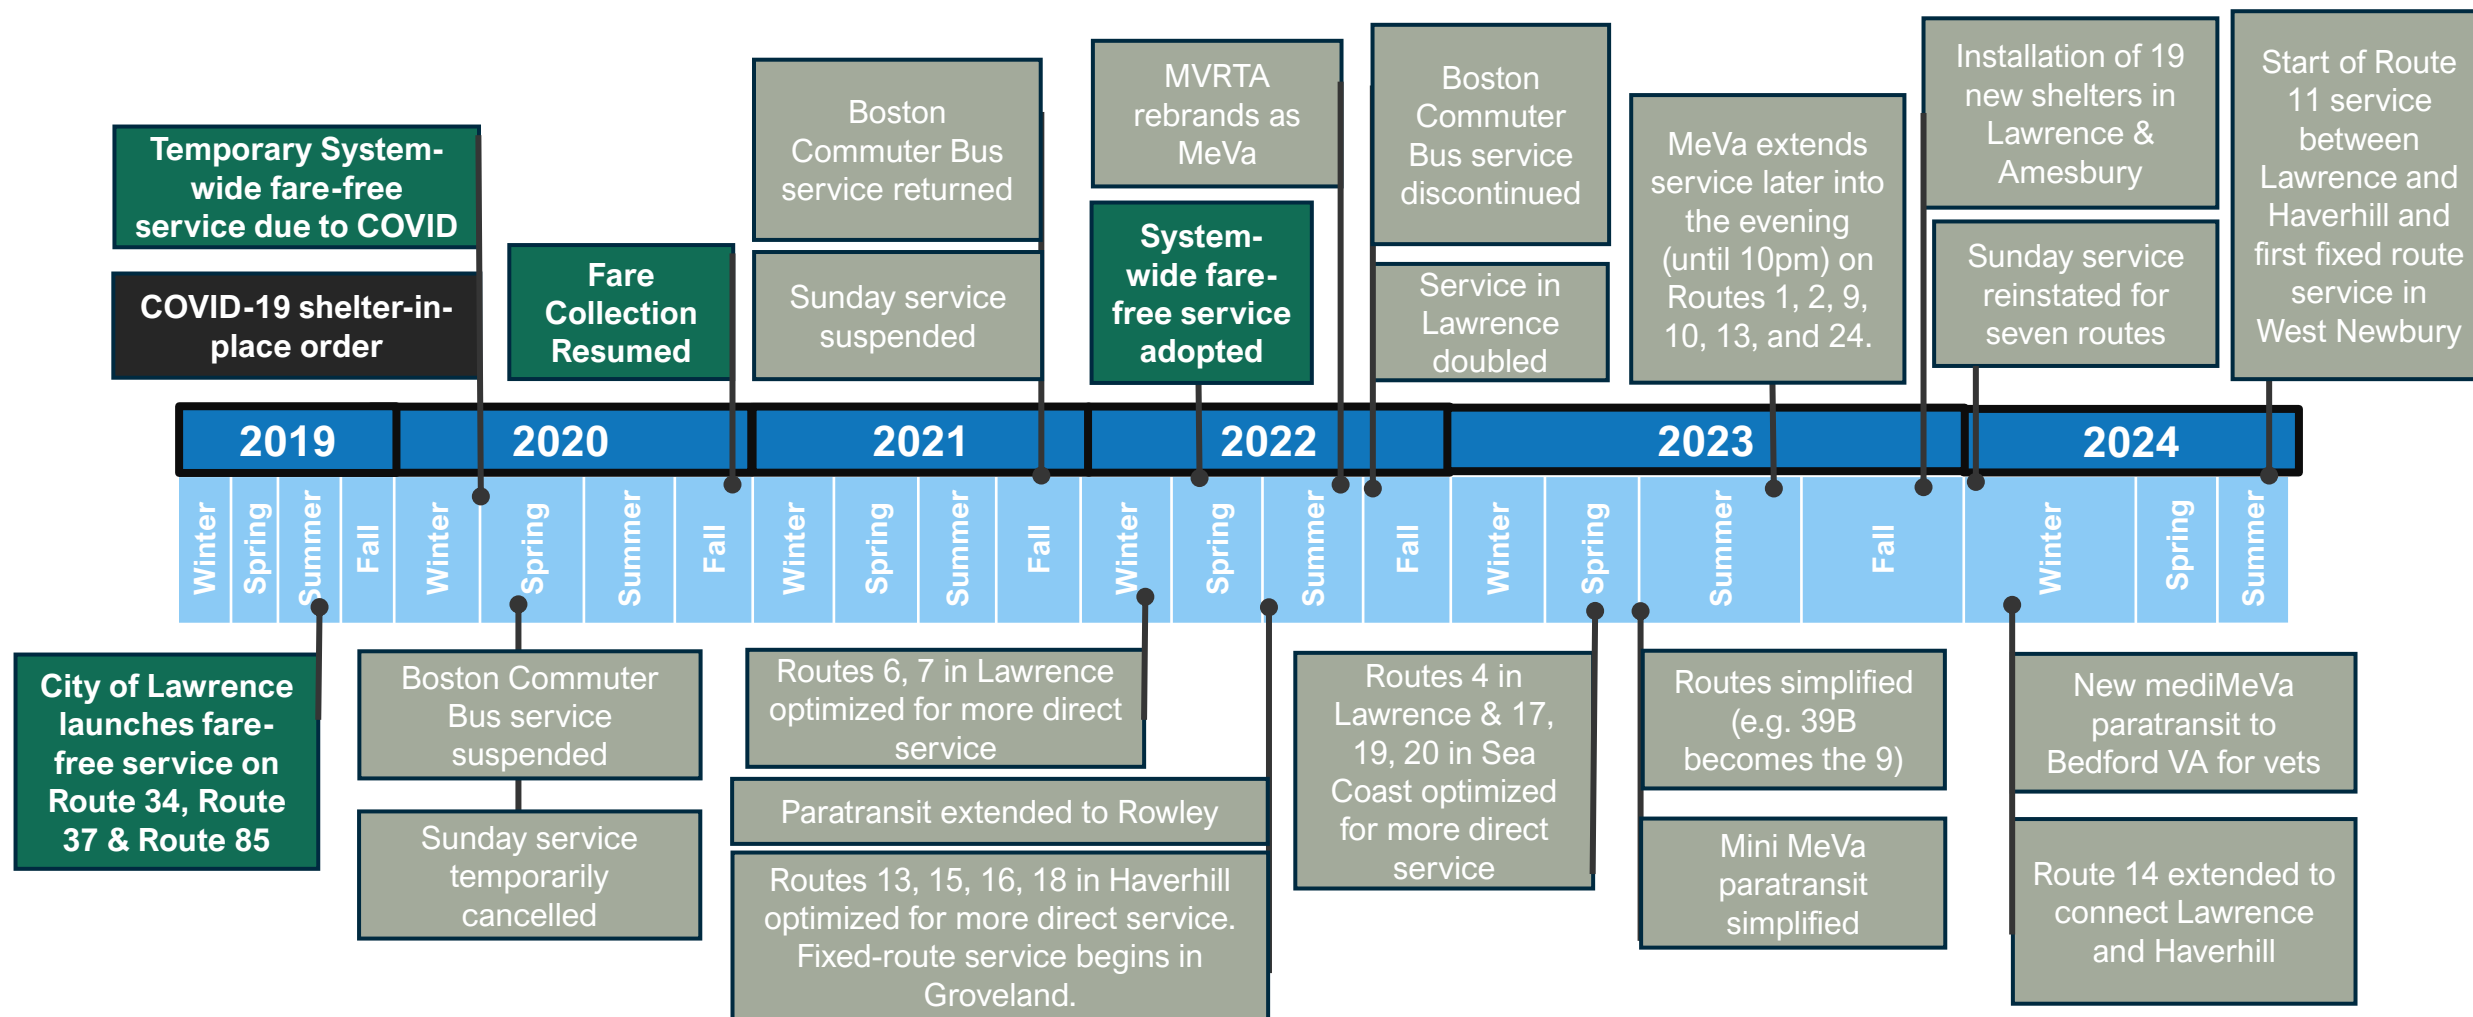 Temporary System-
wide fare-free
service due to COVID
COVID-19 shelter-in-
place order
Fare
Collection
Resumed
Boston
Commuter Bus
service returned
Sunday service
suspended
MVRTA
rebrands as
MeVa
System-
wide fare-
free service
adopted
Boston
Commuter
Bus service
discontinued
Service in
Lawrence
doubled
MeVa extends
service later into
the evening
(until 10pm) on
Routes 1, 2, 9,
10, 13, and 24.
Installation of 19
new shelters in
Lawrence &
Amesbury
Sunday service
reinstated for
seven routes
Start of Route
11 service
between
Lawrence and
Haverhill and
first fixed route
service in
West Newbury
2019
2020
2021
2022
2023
2024
Winter
Spring
Summer
Fall
Winter
Spring
Summer
Fall
Winter
Spring
Summer
Fall
Winter
Spring
Summer
Fall
Winter
Spring
Summer
Fall
Winter
Spring
Summer
City of Lawrence
launches fare-
free service on
Route 34, Route
37 & Route 85
Boston Commuter
Bus service
suspended
Sunday service
temporarily
cancelled
Routes 6, 7 in Lawrence
optimized for more direct
service
Paratransit extended to Rowley
Routes 13, 15, 16, 18 in Haverhill
optimized for more direct service.
Fixed-route service begins in
Groveland.
Routes 4 in
Lawrence & 17,
19, 20 in Sea
Coast optimized
for more direct
service
Routes simplified
(e.g. 39B
becomes the 9)
Mini MeVa
paratransit
simplified
New mediMeVa
paratransit to
Bedford VA for vets
Route 14 extended to
connect Lawrence
and Haverhill